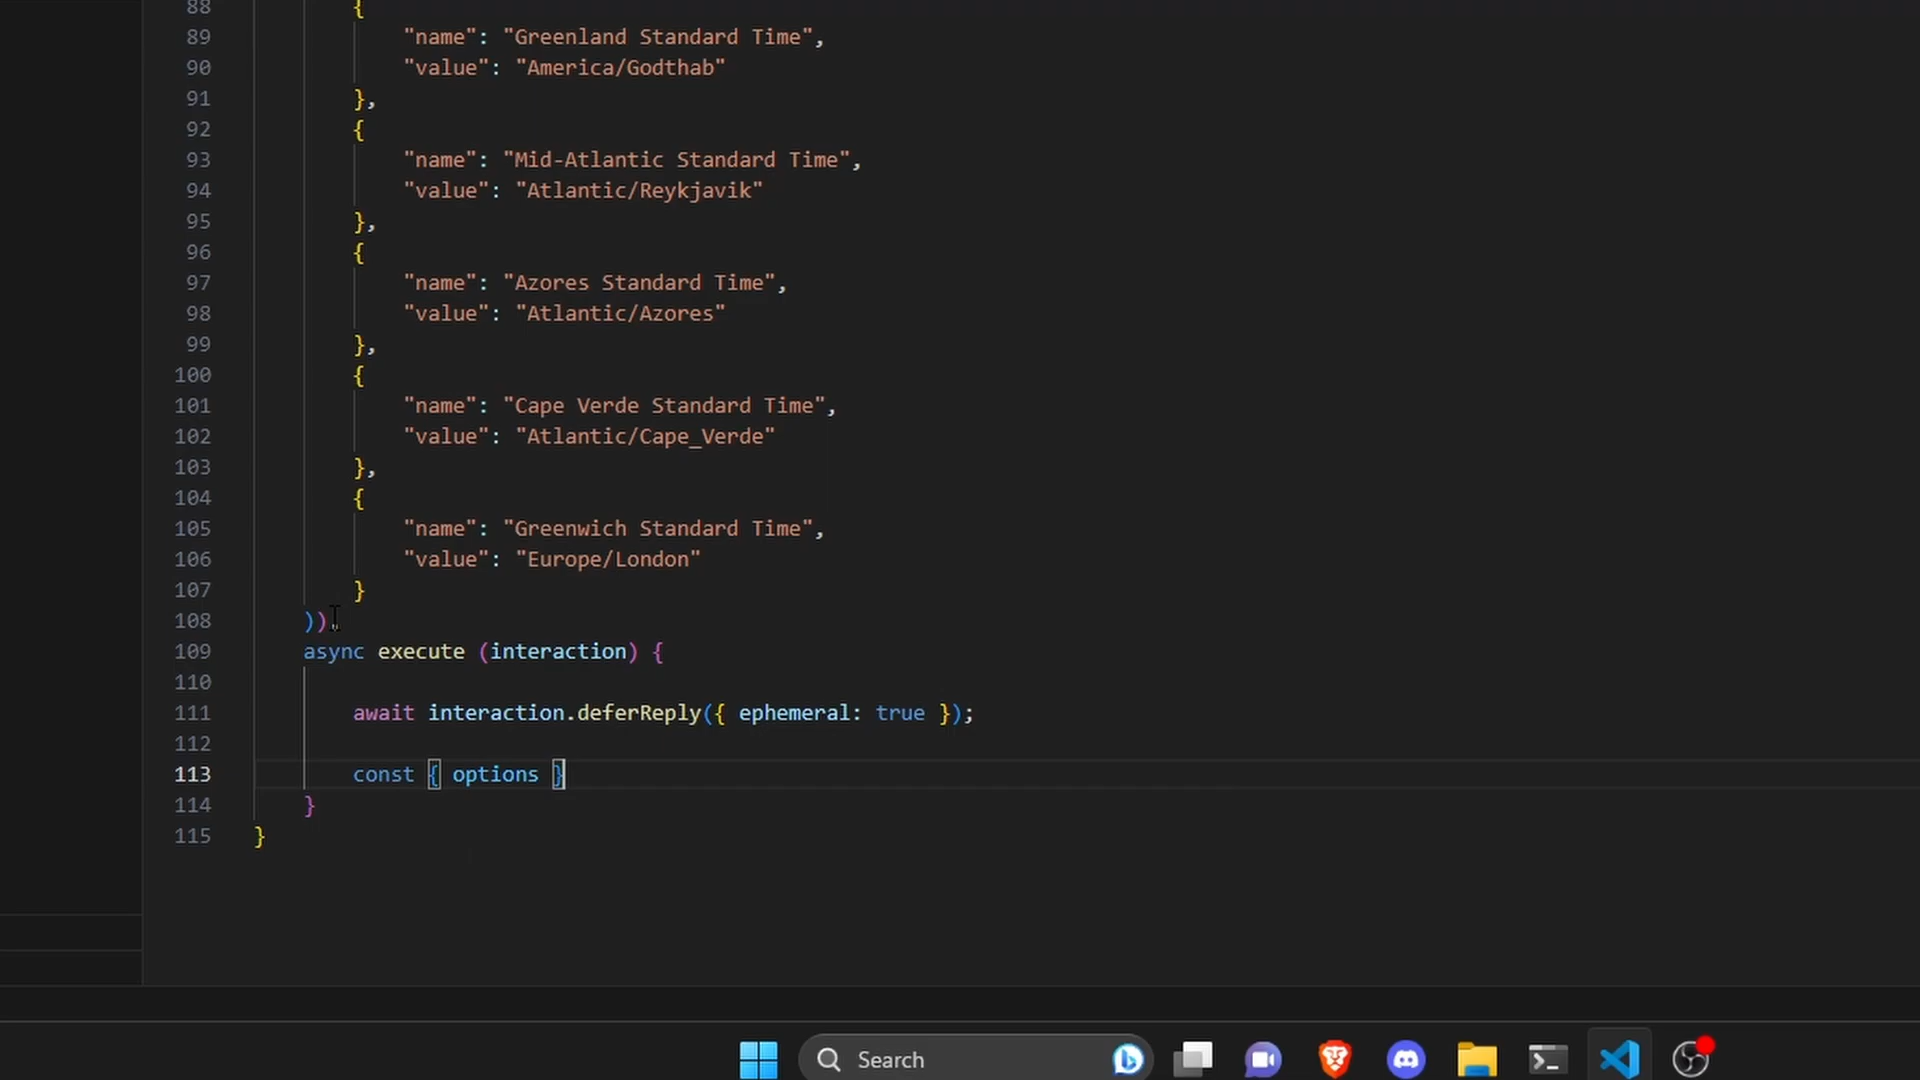 88 {
89 "name": "Greenland Standard Time",
90 "value": "America/Godthab"
91 },
92 {
93 "name": "Mid-Atlantic Standard Time",
94 "value": "Atlantic/Reykjavik"
95 },
96 {
97 "name": "Azores Standard Time",
98 "value": "Atlantic/Azores"
99 },
100 {
101 "name": "Cape Verde Standard Time",
102 "value": "Atlantic/Cape_Verde"
103 },
104 {
105 "name": "Greenwich Standard Time",
106 "value": "Europe/London"
107 }
108 )),
109 async execute (interaction) {
110
111 await interaction.deferReply({ ephemeral: true });
112
113 const { options }
114 }
115 }
Search